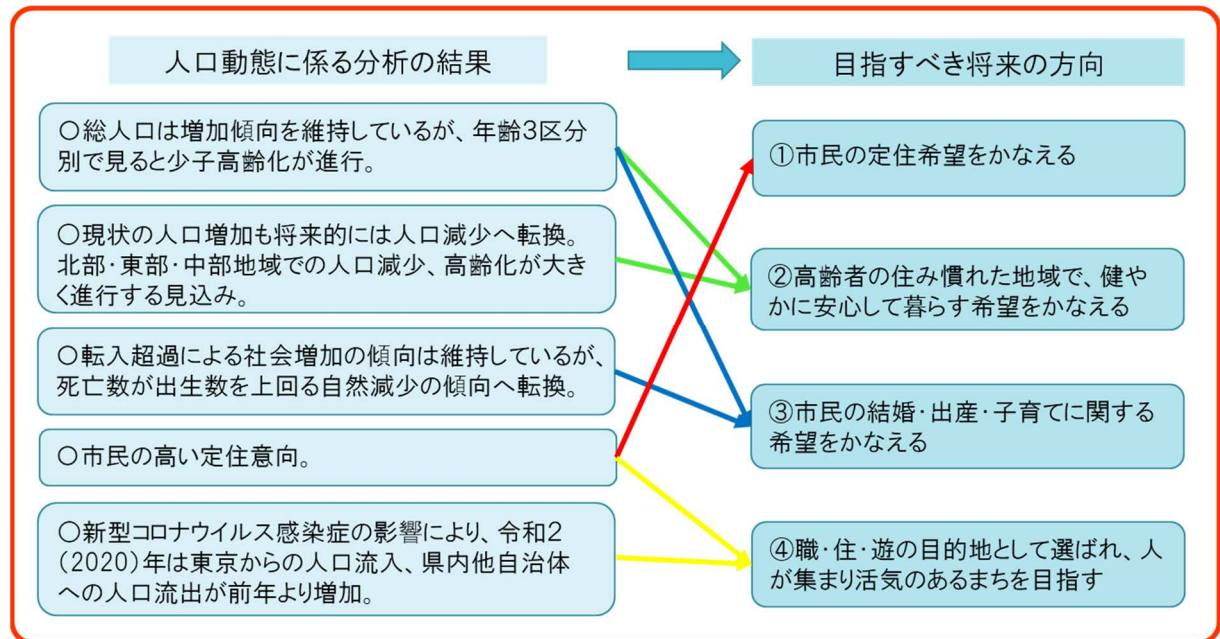 人口動態に係る分析の結果
○総人口は増加傾向を維持しているが、年齢3区分
別で見ると少子高齢化が進行。
○現状の人口増加も将来的には人口減少へ転換。
北部・東部・中部地域での人口減少、高齢化が大き
く進行する見込み。
○転入超過による社会増加の傾向は維持しているが、
死亡数が出生数を上回る自然減少の傾向へ転換。
○市民の高い定住意向。
○新型コロナウイルス感染症の影響により、令和2
(2020)年は東京からの人口流入、県内他自治体
への人口流出が前年より増加。
目指すべき将来の方向
①市民の定住希望をかなえる
②高齢者の住み慣れた地域で、健や
かに安心して暮らす希望をかなえる
③市民の結婚・出産・子育てに関する
希望をかなえる
④職・住・遊の目的地として選ばれ、人
が集まり活気のあるまちを目指す